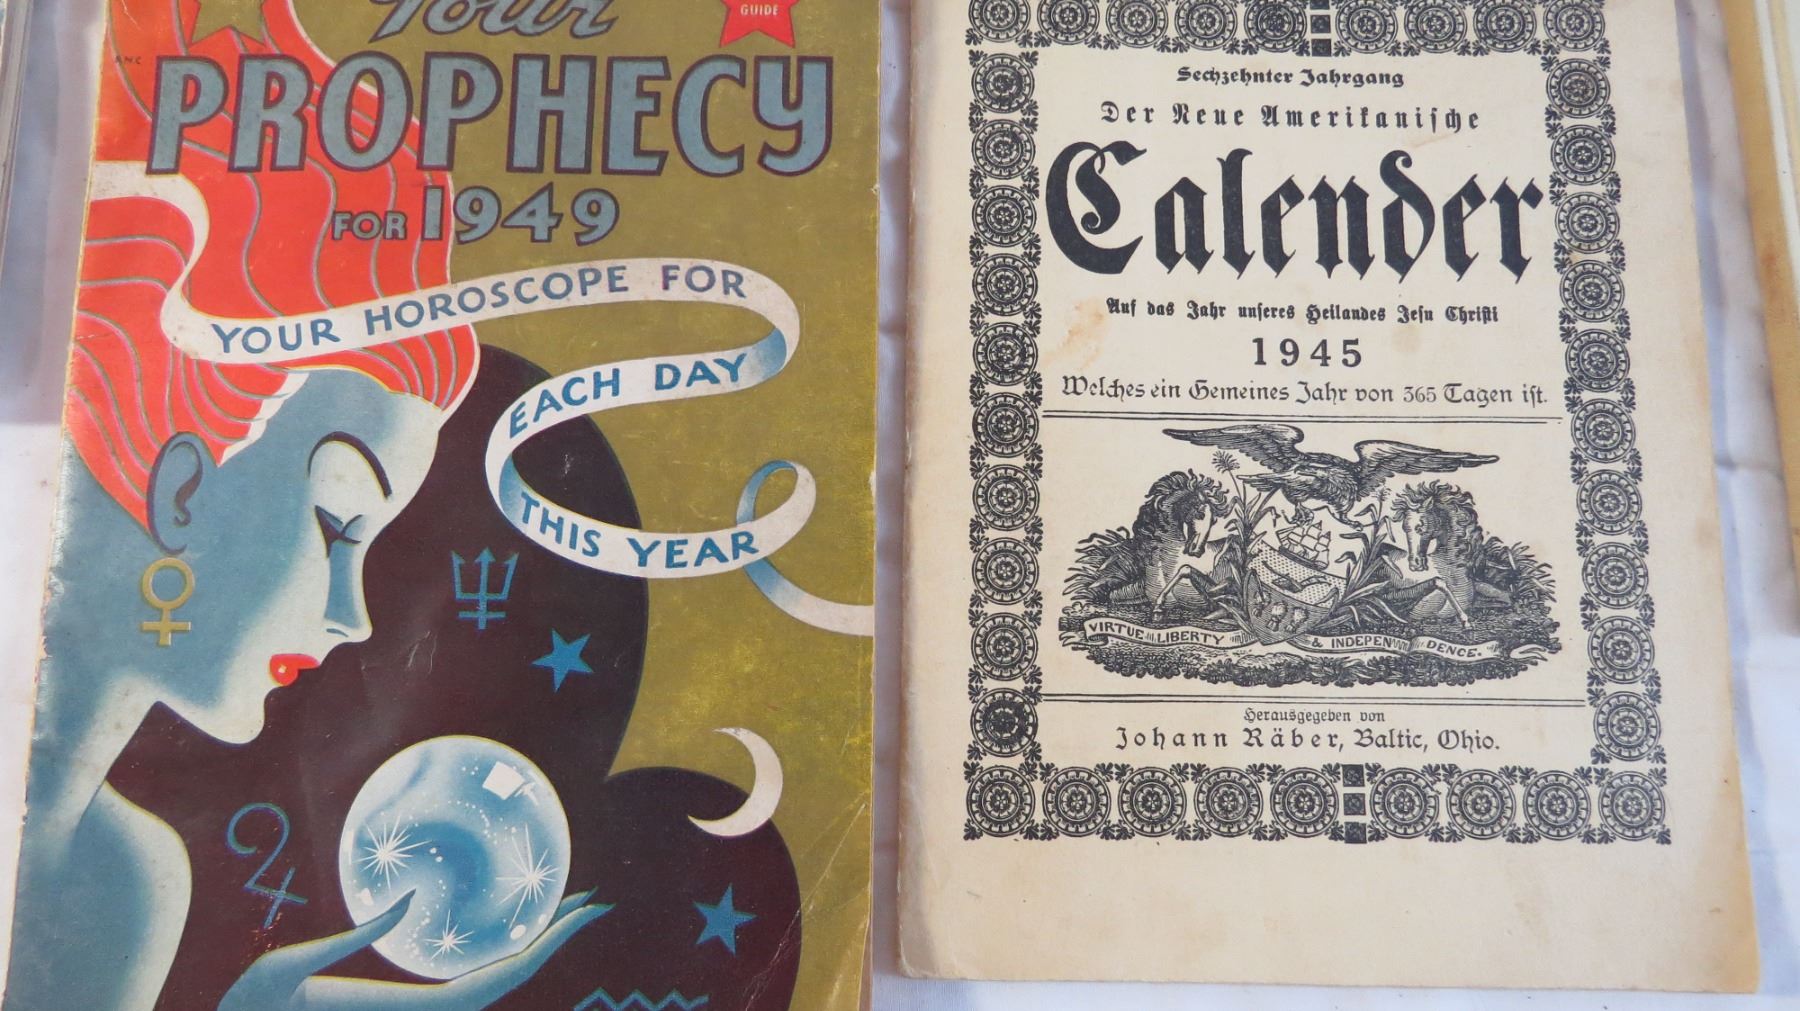 Your
GUIDE
PROPHECY
FOR 1949
YOUR HOROSCOPE FOR
EACH DAY
THIS YEAR
Sechzehnter Jahrgang
Der Neue Amerikanische
Calender
Auf das Jahr unseres Heilandes Jesu Christi
1945
Welches ein Gemeines Jahr von 365 Tagen ist.
VIRTUE LIBERTY & INDEPENDENCE.
Herausgegeben von
Johann Räber, Baltic, Ohio.